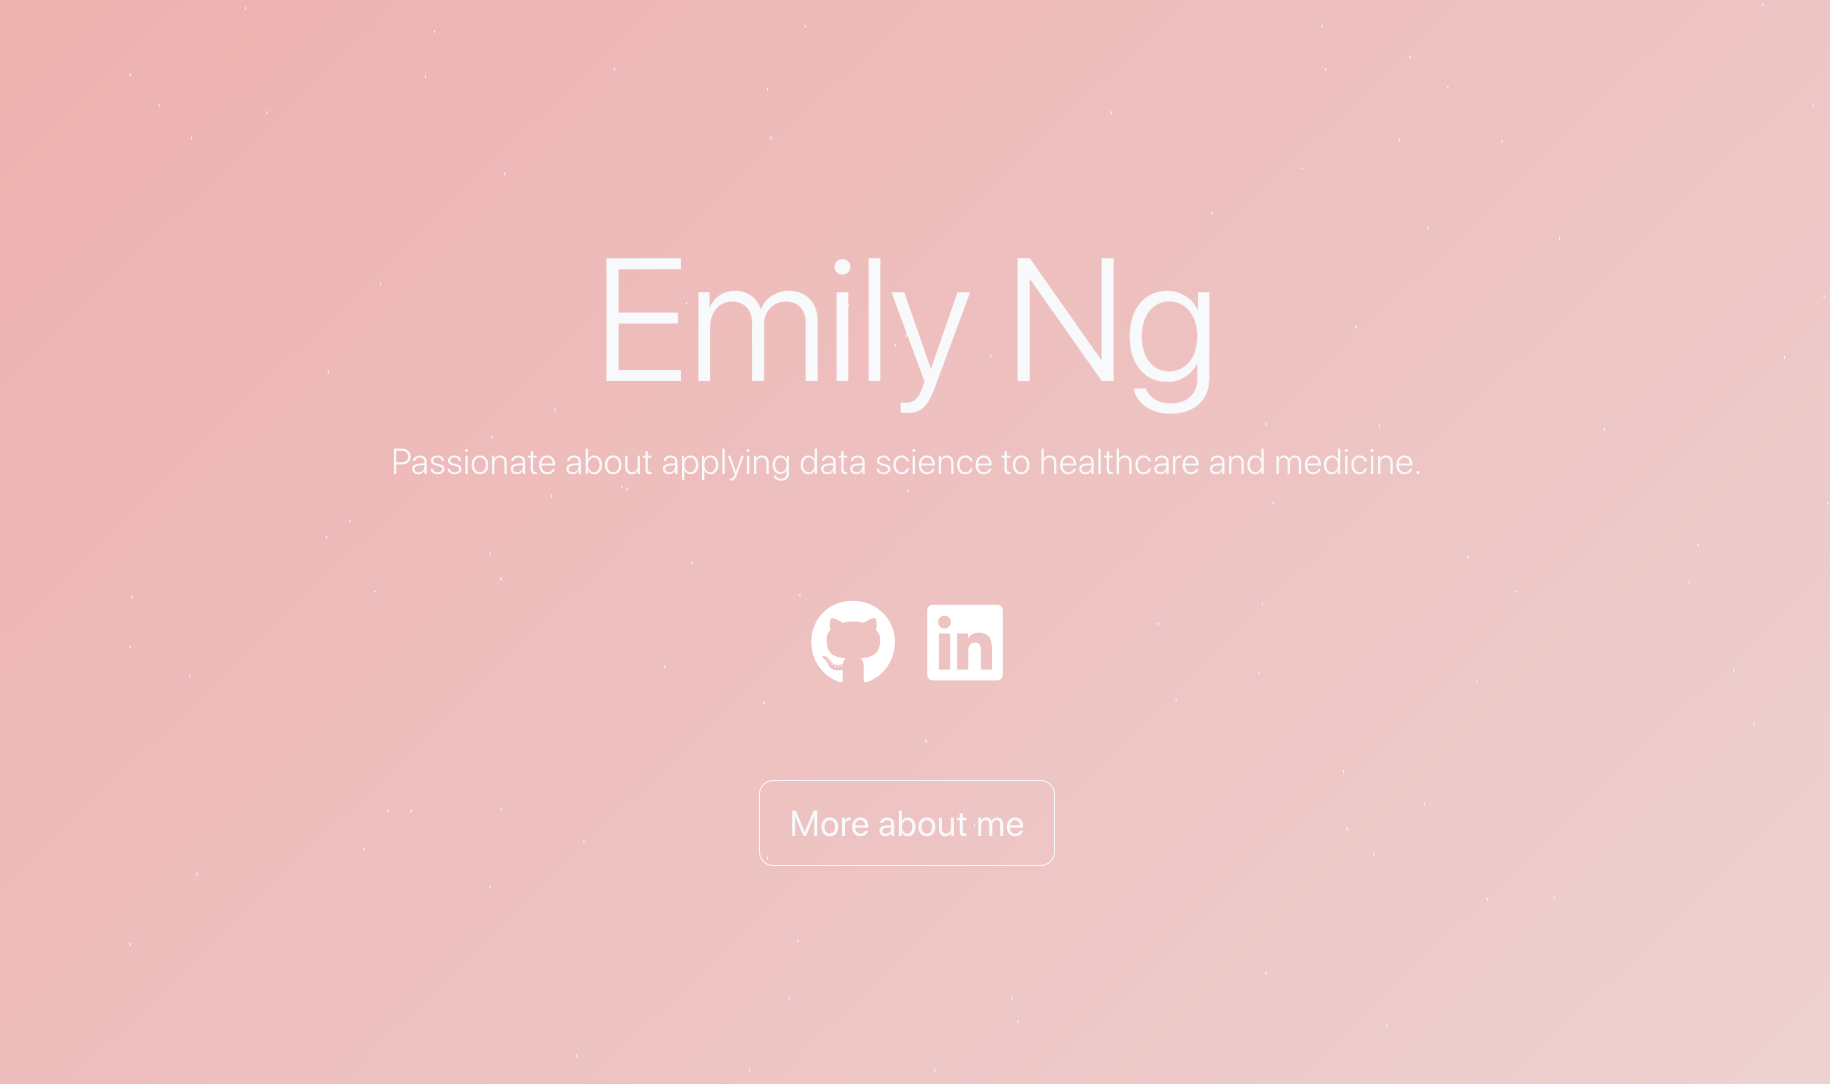 Emily Ng
Passionate about applying data science to healthcare and medicine.
in
More about me